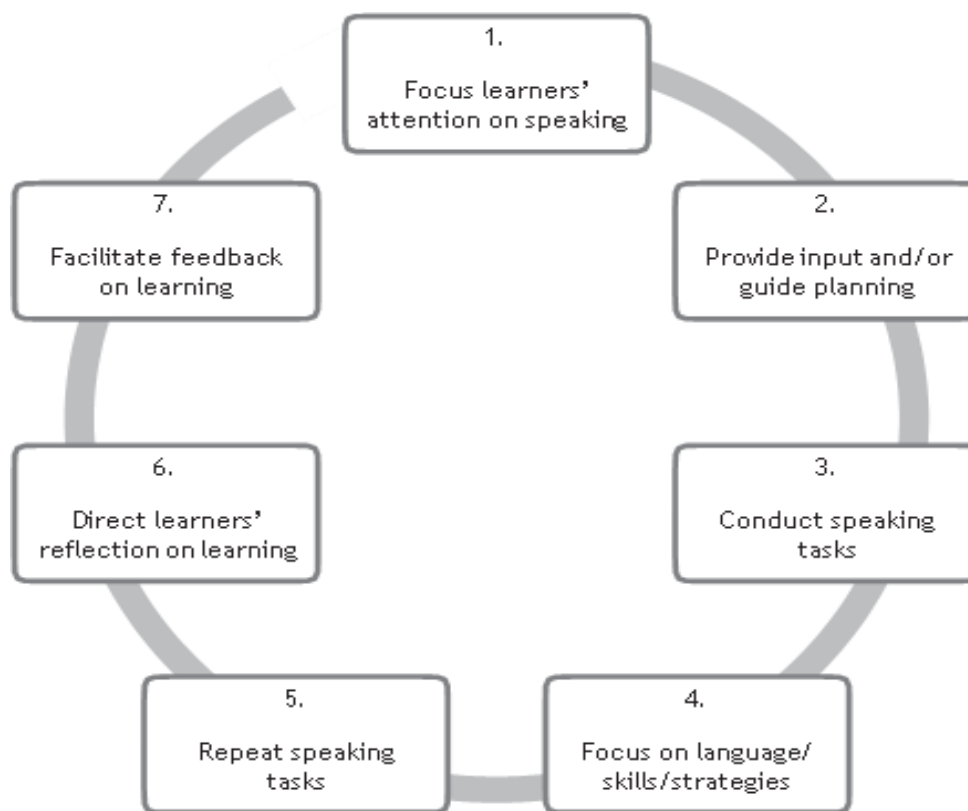 1.
Focus learners’
attention on speaking
2.
Provide input and/or
guide planning
3.
Conduct speaking
tasks
4.
Focus on language/
skills/strategies
5.
Repeat speaking
tasks
6.
Direct learners’
reflection on learning
7.
Facilitate feedback
on learning